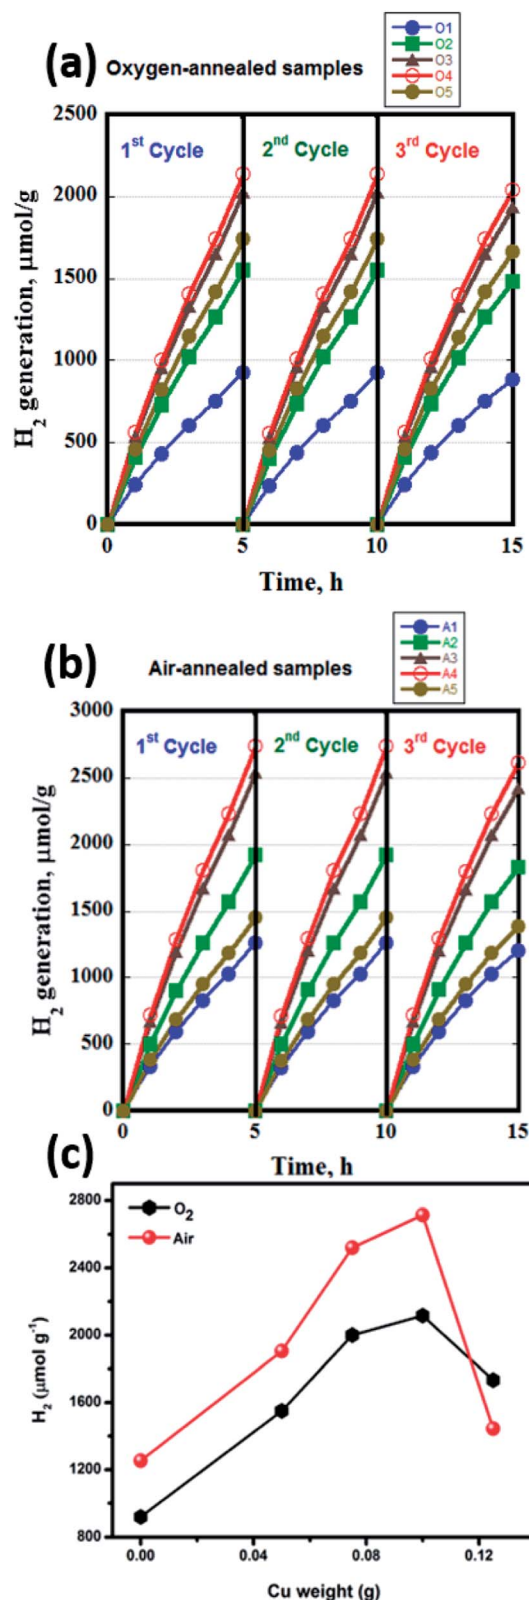 (a) Oxygen-annealed samples
O1
O2
O3
O4
O5
2500
2000
1500
1000
500
0
H2 generation, µmol/g
1st Cycle 2nd Cycle 3rd Cycle
0 5 10 15
Time, h
(b) Air-annealed samples
A1
A2
A3
A4
A5
3000
2500
2000
1500
1000
500
0
H2 generation, µmol/g
1st Cycle 2nd Cycle 3rd Cycle
0 5 10 15
Time, h
(c)
O2
Air
2800
2400
2000
1600
1200
800
H2 (µmol g-1)
0.00 0.04 0.08 0.12
Cu weight (g)